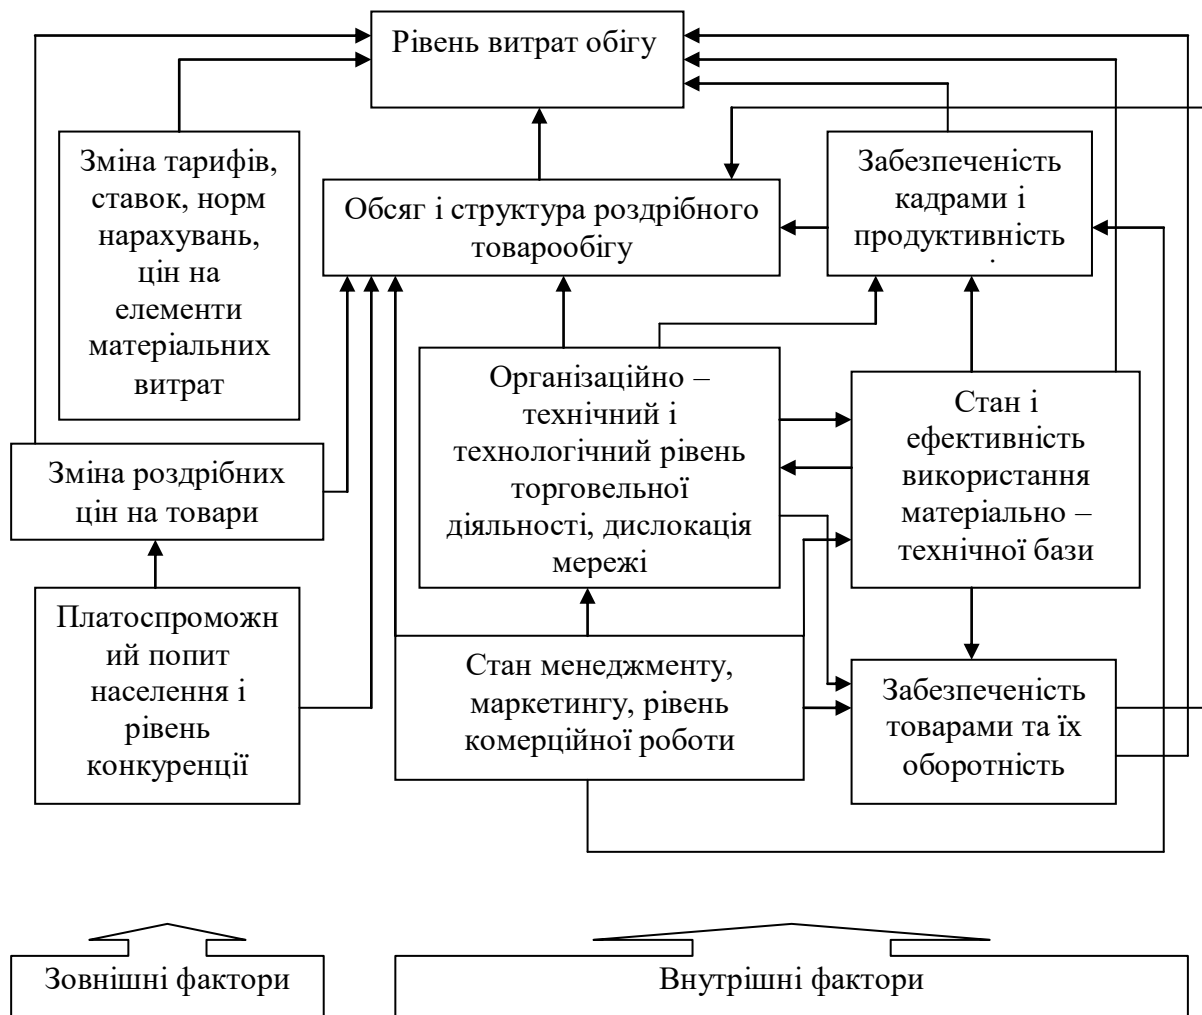 Рівень витрат обігу
Зміна тарифів,
ставок, норм
нарахувань,
цін на
елементи
матеріальних
витрат
Обсяг і структура роздрібного
товарообігу
Забезпеченість
кадрами і
продуктивність
Організаційно –
технічний і
технологічний рівень
торговельної
діяльності, дислокація
мережі
Стан і
ефективність
використання
матеріально –
технічної бази
Зміна роздрібних
цін на товари
Платоспроможн
ий попит
населення і
рівень
конкуренції
Стан менеджменту,
маркетингу, рівень
комерційної роботи
Забезпеченість
товарами та їх
оборотність
Зовнішні фактори
Внутрішні фактори